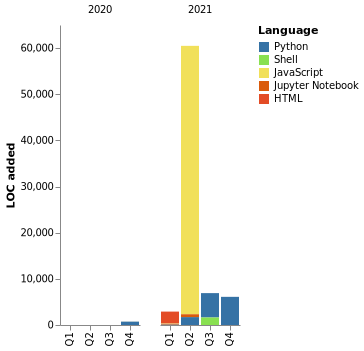 2020 2021
Language
Python
Shell
JavaScript
Jupyter Notebook
HTML
LOC added
60,000
50,000
40,000
30,000
20,000
10,000
0
Q1 Q2 Q3 Q4 Q1 Q2 Q3 Q4